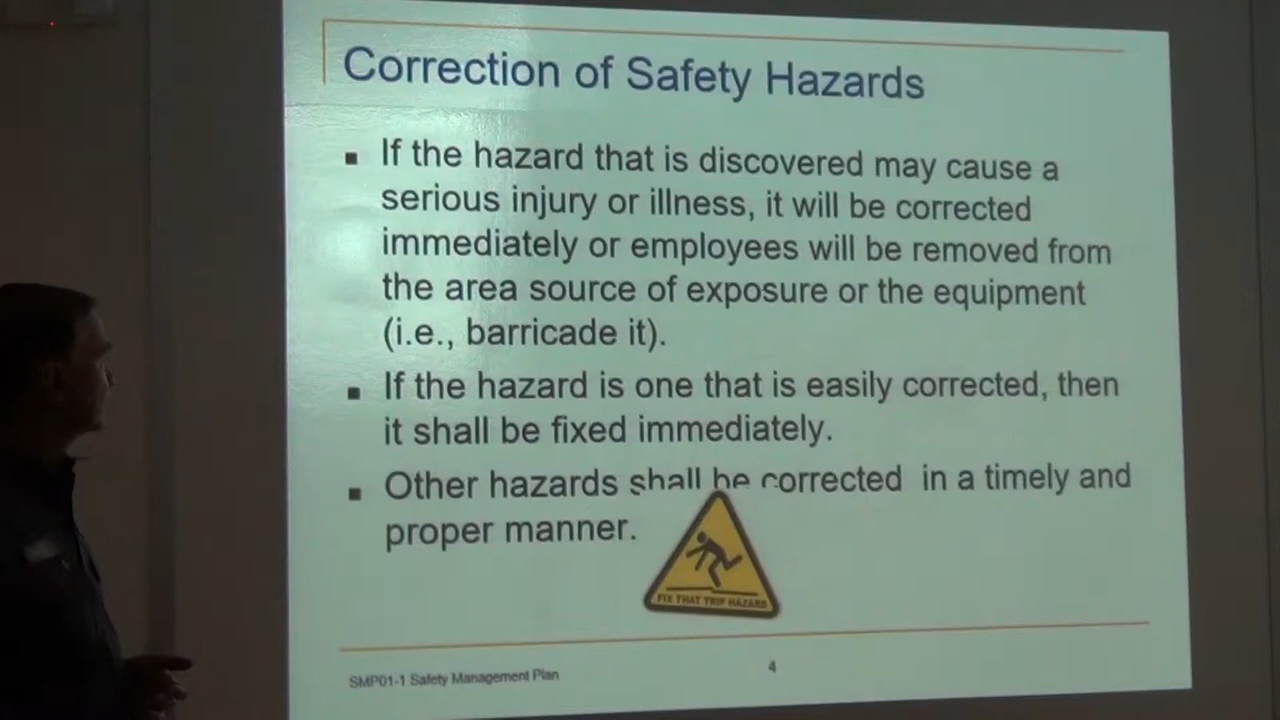 Correction of Safety Hazards
▪ If the hazard that is discovered may cause a
serious injury or illness, it will be corrected
immediately or employees will be removed from
the area source of exposure or the equipment
(i.e., barricade it).
▪ If the hazard is one that is easily corrected, then
it shall be fixed immediately.
▪ Other hazards shall be corrected in a timely and
proper manner.
FIX THAT TRIP HAZARD
SMP01-1 Safety Management Plan
4